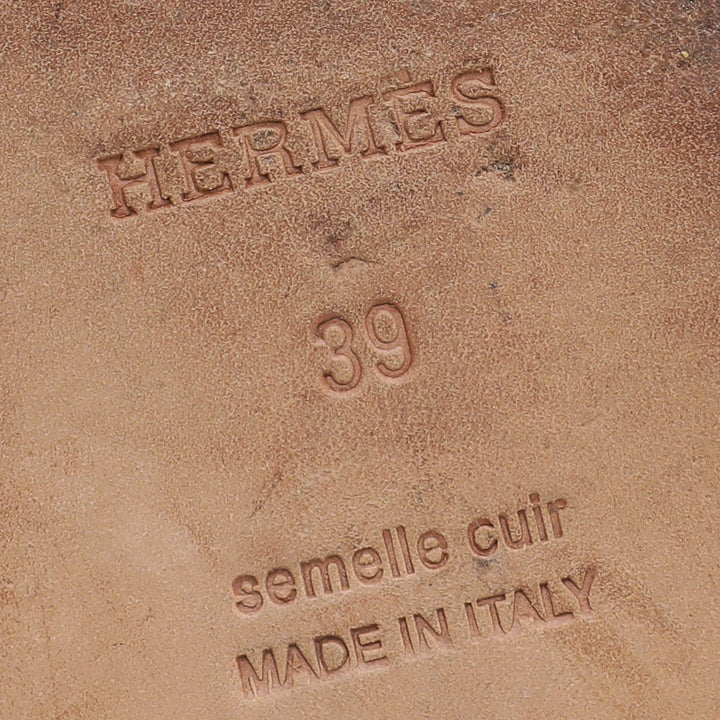 HERMÈS
39
semelle cuir
MADE IN ITALY